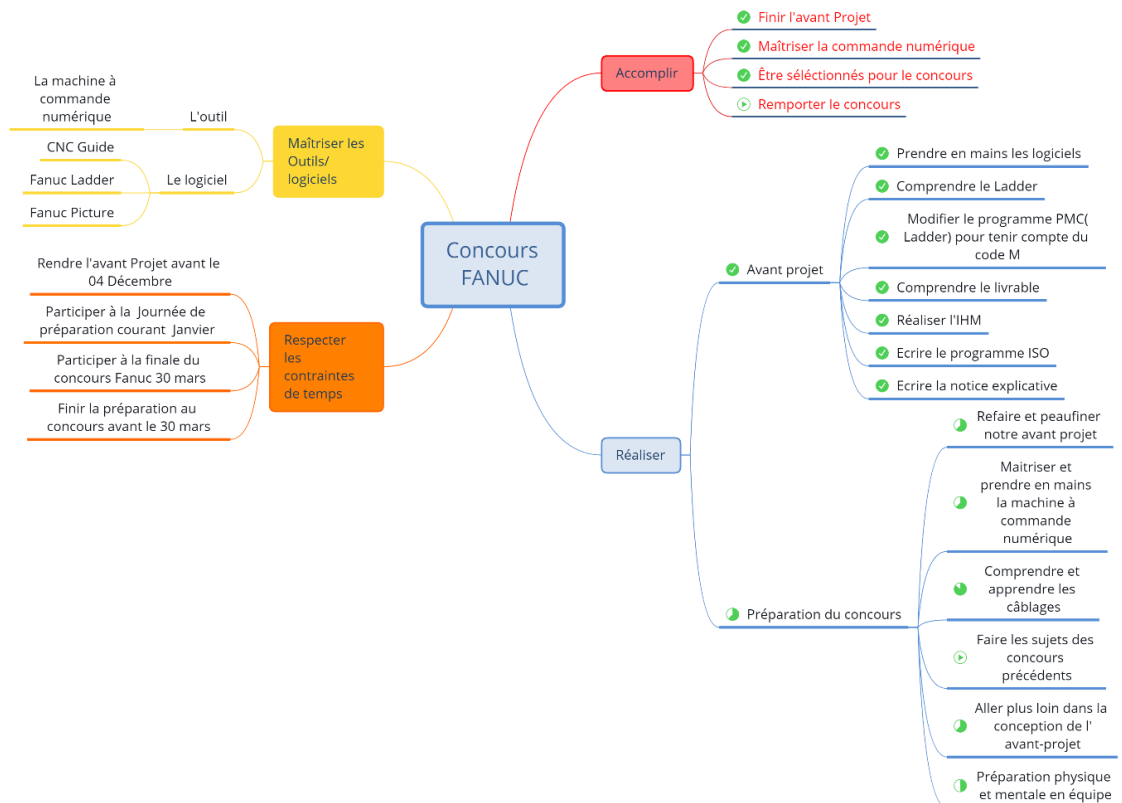 Concours
FANUC
Accomplir
Finir l'avant Projet
Maîtriser la commande numérique
Être séléctionnés pour le concours
Remporter le concours
Réaliser
Avant projet
Prendre en mains les logiciels
Comprendre le Ladder
Modifier le programme PMC(
Ladder) pour tenir compte du
code M
Comprendre le livrable
Réaliser l'IHM
Ecrire le programme ISO
Ecrire la notice explicative
Préparation du concours
Refaire et peaufiner
notre avant projet
Maitriser et
prendre en mains
la machine à
commande
numérique
Comprendre et
apprendre les
câblages
Faire les sujets des
concours
précédents
Aller plus loin dans la
conception de l'
avant-projet
Préparation physique
et mentale en équipe
Maîtriser les
Outils/
logiciels
L'outil
La machine à
commande
numérique
Le logiciel
CNC Guide
Fanuc Ladder
Fanuc Picture
Respecter
les
contraintes
de temps
Rendre l'avant Projet avant le
04 Décembre
Participer à la  Journée de
préparation courant  Janvier
Participer à la finale du
concours Fanuc 30 mars
Finir la préparation au
concours avant le 30 mars